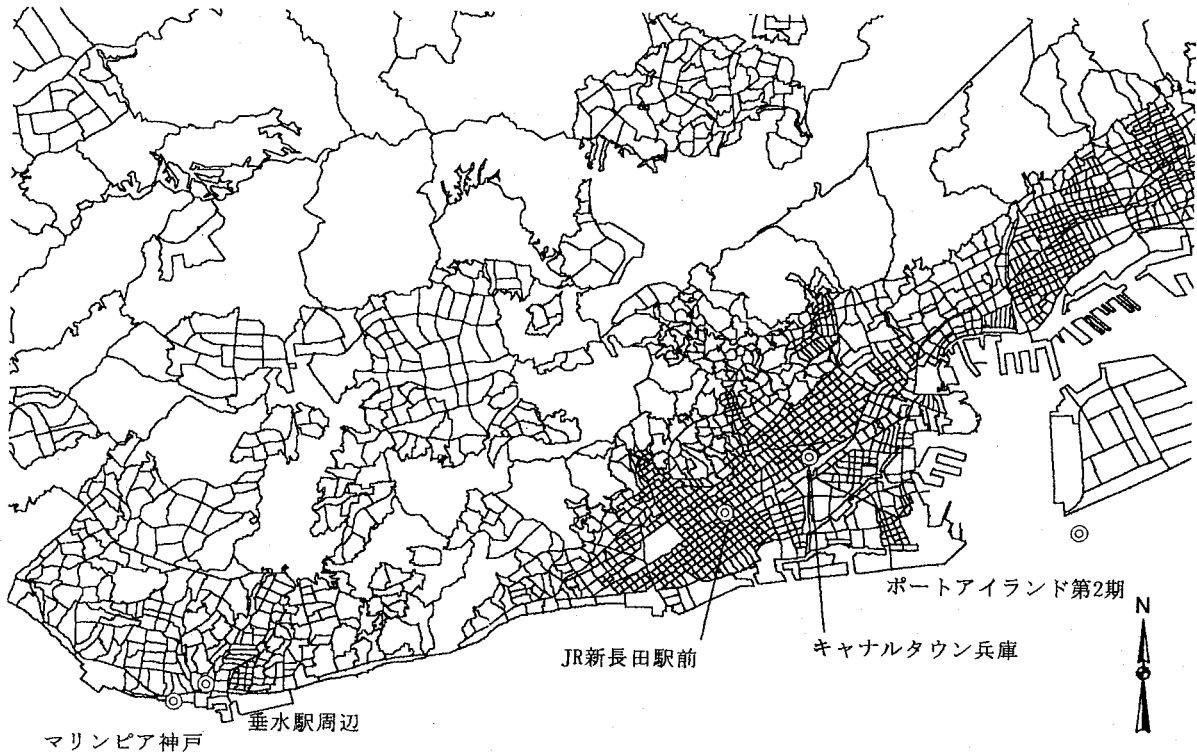 ポートアイランド第2期
N
キャナルタウン兵庫
JR新長田駅前
垂水駅周辺
マリンピア神戸